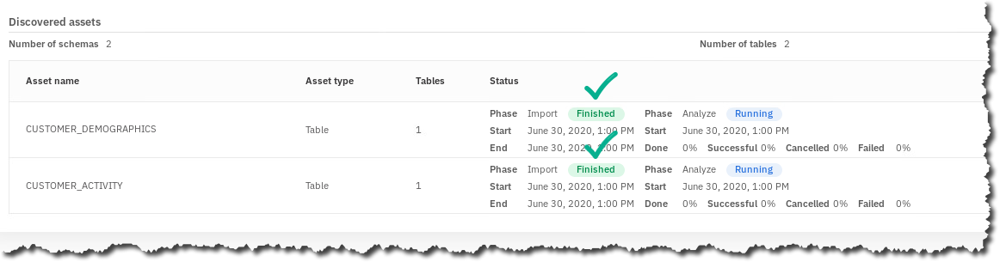 Discovered assets
Number of schemas 2 Number of tables 2
Asset name Asset type Tables Status
Phase Import Finished Phase Analyze Running
CUSTOMER_DEMOGRAPHICS Table 1 Start June 30, 2020, 1:00 PM Start June 30, 2020, 1:00 PM
End June 30, 2020, 1:00 PM Done 0% Successful 0% Cancelled 0% Failed 0%
Phase Import Finished Phase Analyze Running
CUSTOMER_ACTIVITY Table 1 Start June 30, 2020, 1:00 PM Start June 30, 2020, 1:00 PM
End June 30, 2020, 1:00 PM Done 0% Successful 0% Cancelled 0% Failed 0%